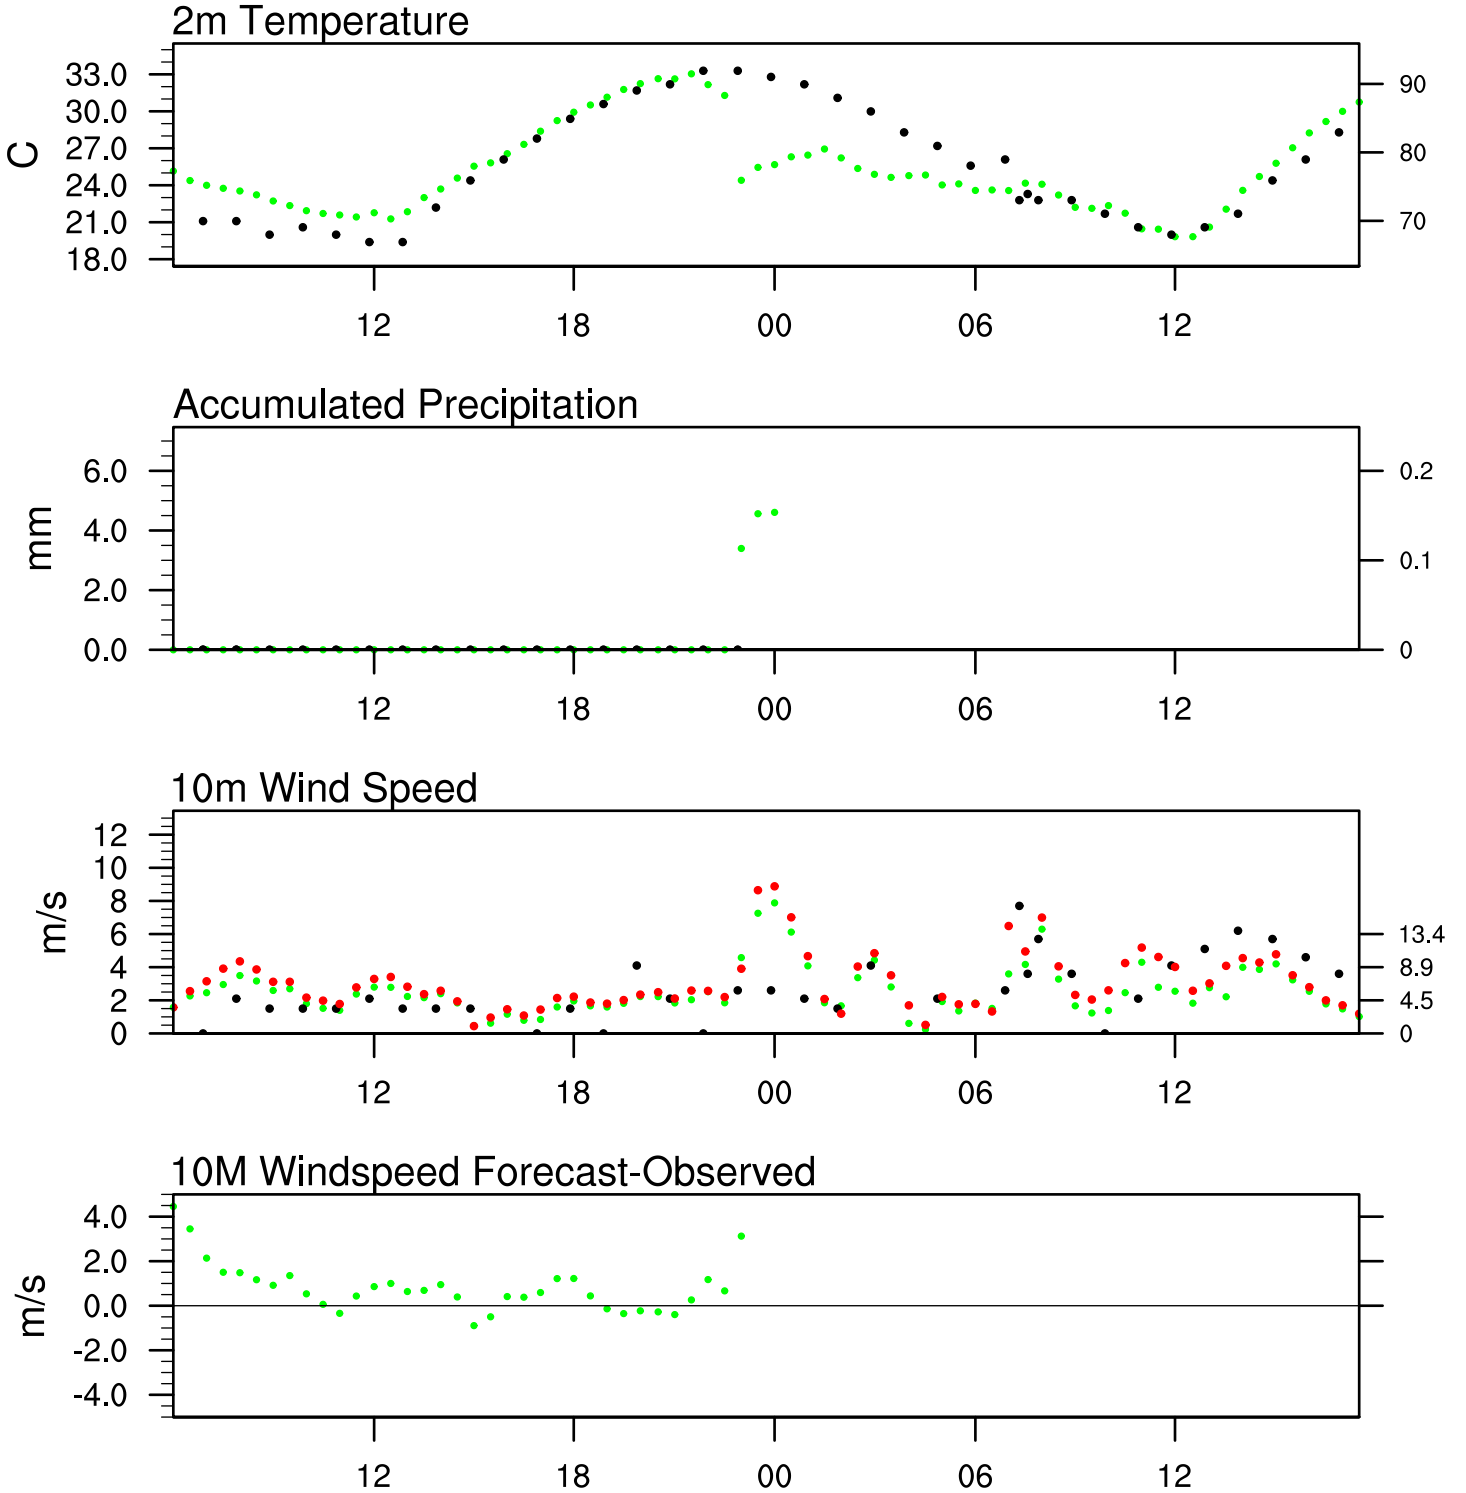 2m Temperature
C
33.0
30.0
27.0
24.0
21.0
18.0
90
80
70
12 18 00 06 12
Accumulated Precipitation
mm
6.0
4.0
2.0
0.0
0.2
0.1
0
12 18 00 06 12
10m Wind Speed
m/s
12
10
8
6
4
2
0
13.4
8.9
4.5
0
12 18 00 06 12
10M Windspeed Forecast-Observed
m/s
4.0
2.0
0.0
-2.0
-4.0
12 18 00 06 12